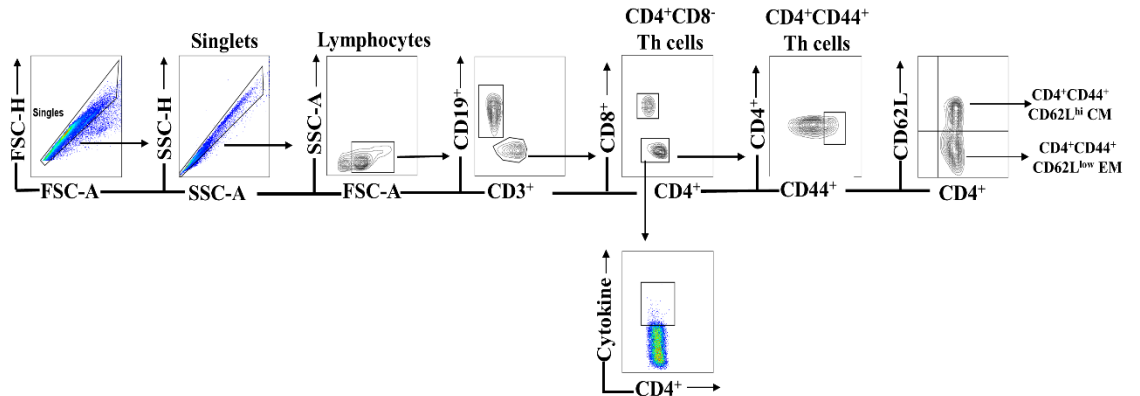 Singlets
Lymphocytes
CD4⁺CD8⁻
Th cells
CD4⁺CD44⁺
Th cells
FSC-H
Singles
FSC-A
SSC-H
SSC-A
SSC-A
FSC-A
CD19⁺
CD3⁺
CD8⁺
CD4⁺
CD4⁺
CD44⁺
CD62L
CD4⁺
CD4⁺CD44⁺
CD62Lʰⁱ CM
CD4⁺CD44⁺
CD62Lˡᵒʷ EM
Cytokine
CD4⁺